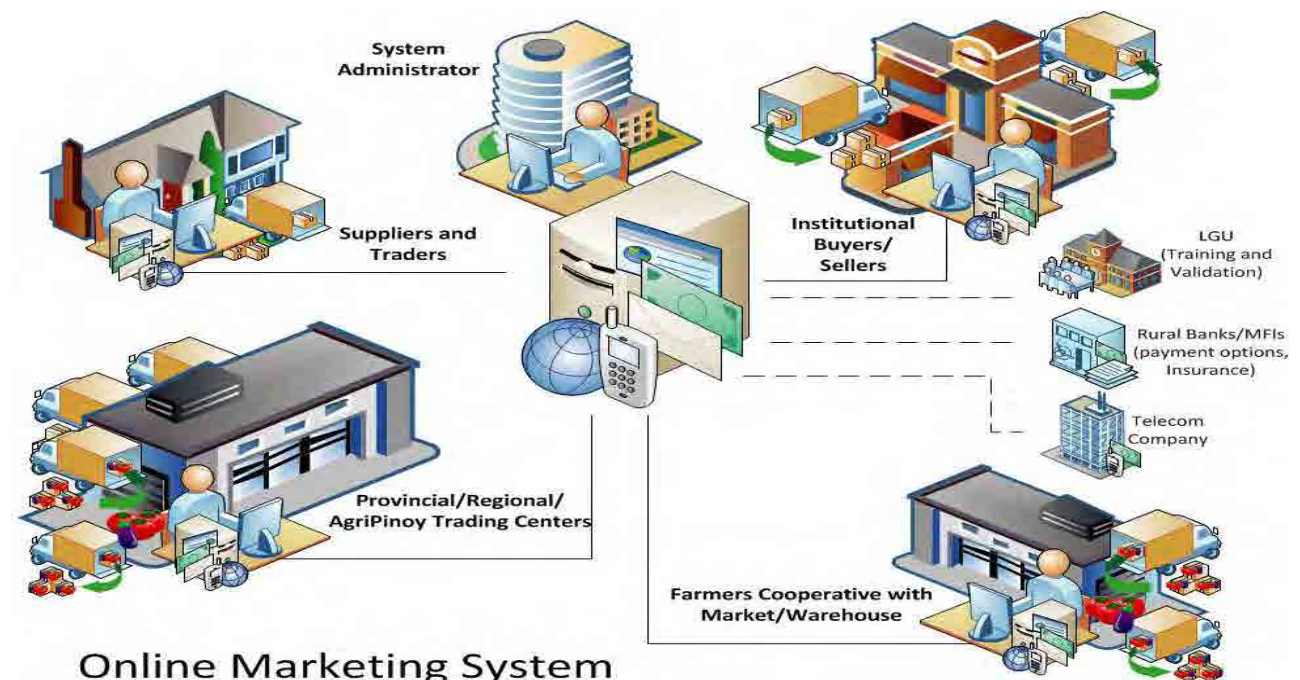 System
Administrator
Suppliers and
Traders
Institutional
Buyers/
Sellers
LGU
(Training and
Validation)
Rural Banks/MFIs
(payment options,
Insurance)
Telecom
Company
Provincial/Regional/
AgriPinoy Trading Centers
Farmers Cooperative with
Market/Warehouse
Online Marketing System